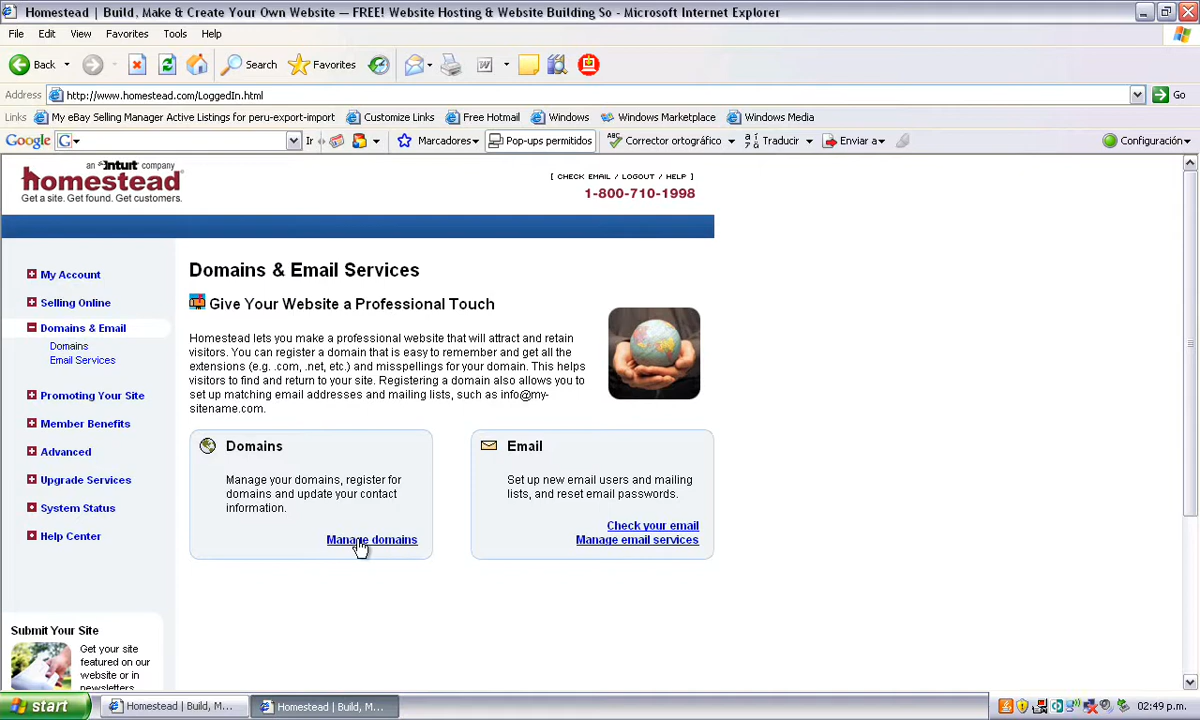 Homestead | Build, Make & Create Your Own Website — FREE! Website Hosting & Website Building So - Microsoft Internet Explorer
File Edit View Favorites Tools Help
Back Search Favorites
Address http://www.homestead.com/LoggedIn.html Go
Links My eBay Selling Manager Active Listings for peru-export-import Customize Links Free Hotmail Windows Windows Marketplace Windows Media
Google G Ir Marcadores Pop-ups permitidos Corrector ortográfico Traducir Enviar a Configuración
an Intuit company
homestead
Get a site. Get found. Get customers.
[ CHECK EMAIL / LOGOUT / HELP ]
1-800-710-1998
My Account
Selling Online
Domains & Email
Domains
Email Services
Promoting Your Site
Member Benefits
Advanced
Upgrade Services
System Status
Help Center
Submit Your Site
Get your site
featured on our
website or in
newsletters
Domains & Email Services
Give Your Website a Professional Touch
Homestead lets you make a professional website that will attract and retain
visitors. You can register a domain that is easy to remember and get all the
extensions (e.g. .com, .net, etc.) and misspellings for your domain. This helps
visitors to find and return to your site. Registering a domain also allows you to
set up matching email addresses and mailing lists, such as info@my-
sitename.com.
Domains
Manage your domains, register for
domains and update your contact
information.
Manage domains
Email
Set up new email users and mailing
lists, and reset email passwords.
Check your email
Manage email services
start Homestead | Build, M... Homestead | Build, M... 02:49 p.m.